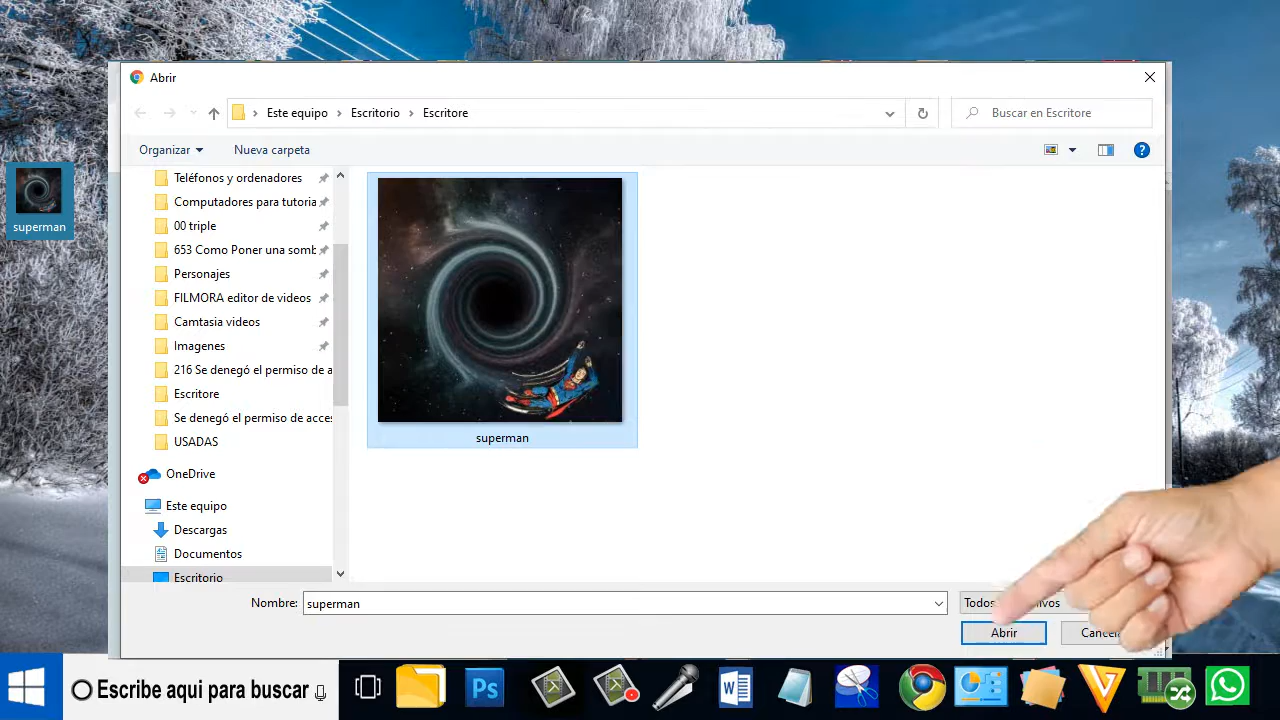 Abrir
Este equipo > Escritorio > Escritore
Buscar en Escritore
Organizar
Nueva carpeta
?
superman
Teléfonos y ordenadores
Computadores para tutoria
00 triple
653 Como Poner una somb
Personajes
FILMORA editor de videos
Camtasia videos
Imagenes
216 Se denegó el permiso de a
Escritore
Se denegó el permiso de acces
USADAS
OneDrive
Este equipo
Descargas
Documentos
Escritorio
superman
Nombre:
superman
Abrir
Escribe aqui para buscar
Ps
W